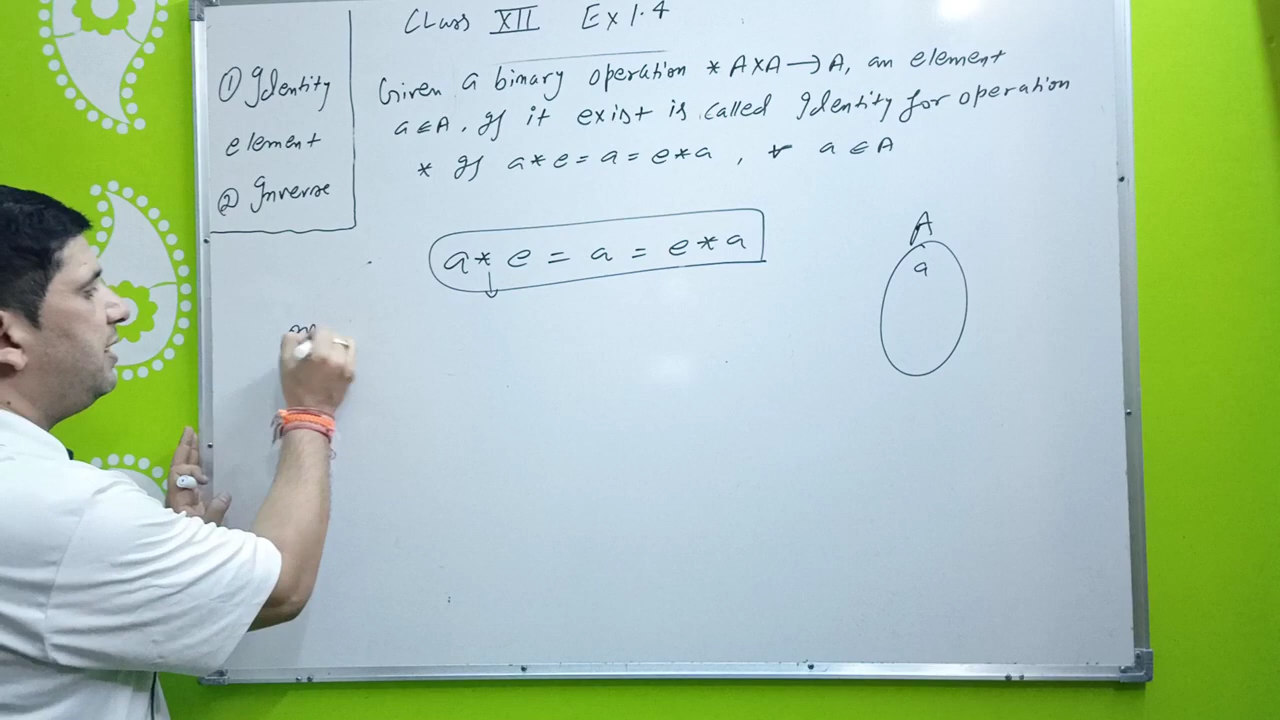 Class XII Ex 1.4
① Identity
element
② Inverse
Given a binary operation * A×A→A, an element
a∈A, If it exist is called Identity for operation
* If a*e=a=e*a, ∀ a∈A
a * e = a = e * a
↓
A
a